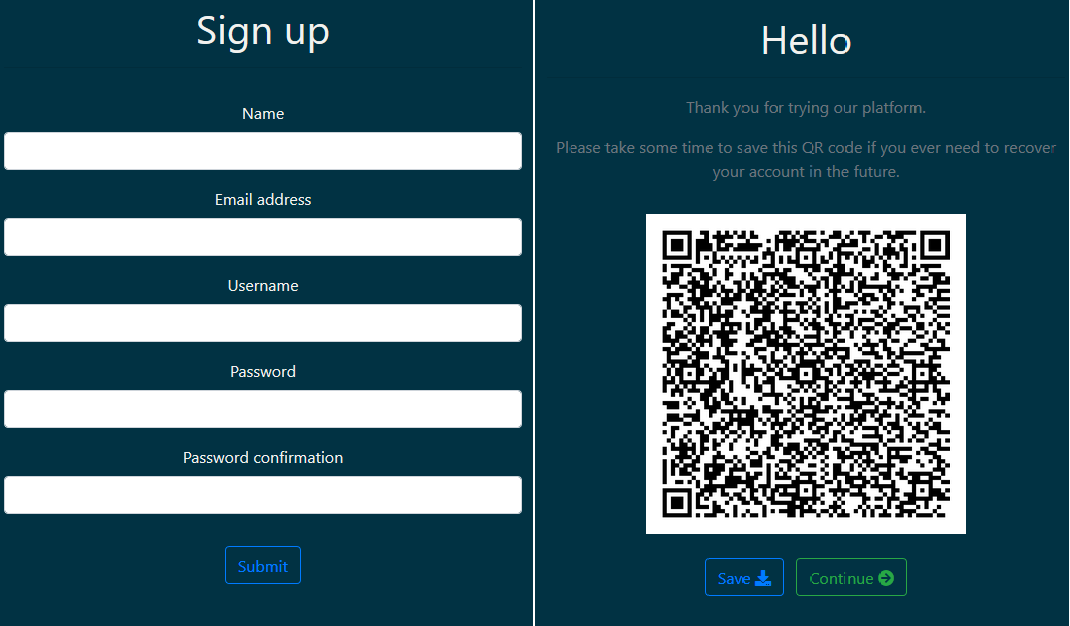 Sign up
Name
Email address
Username
Password
Password confirmation
Submit
Hello
Thank you for trying our platform.
Please take some time to save this QR code if you ever need to recover
your account in the future.
Save
Continue